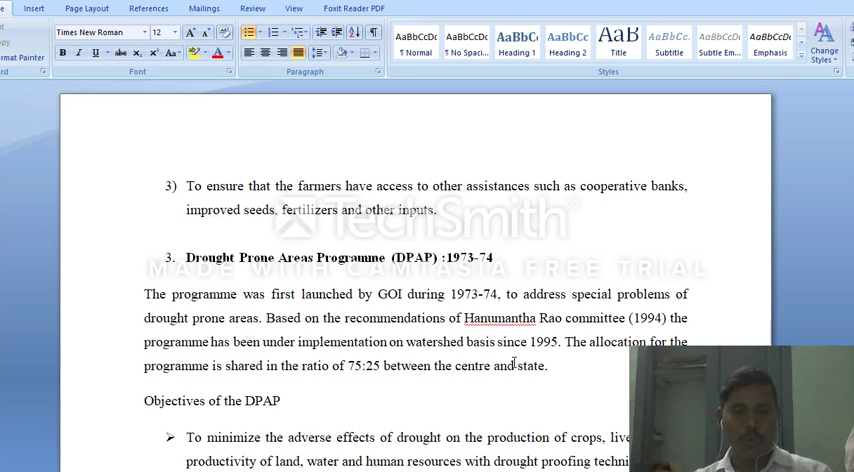 Insert Page Layout References Mailings Review View Foxit Reader PDF
Times New Roman 12
AaBbCcDc AaBbCcDc AaBbC AaBbCc AaB AaBbCc. AaBbCcDc AaBbCcDc
¶ Normal ¶ No Spaci... Heading 1 Heading 2 Title Subtitle Subtle Em... Emphasis Change
Styles
ormat Painter
Font Paragraph Styles
3) To ensure that the farmers have access to other assistances such as cooperative banks,
improved seeds, fertilizers and other inputs.
TechSmith
3. Drought Prone Areas Programme (DPAP) :1973-74
MADE WITH CAMTASIA FREE TRIAL
The programme was first launched by GOI during 1973-74, to address special problems of
drought prone areas. Based on the recommendations of Hanumantha Rao committee (1994) the
programme has been under implementation on watershed basis since 1995. The allocation for the
programme is shared in the ratio of 75:25 between the centre and state.
Objectives of the DPAP
To minimize the adverse effects of drought on the production of crops, live
productivity of land, water and human resources with drought proofing techni